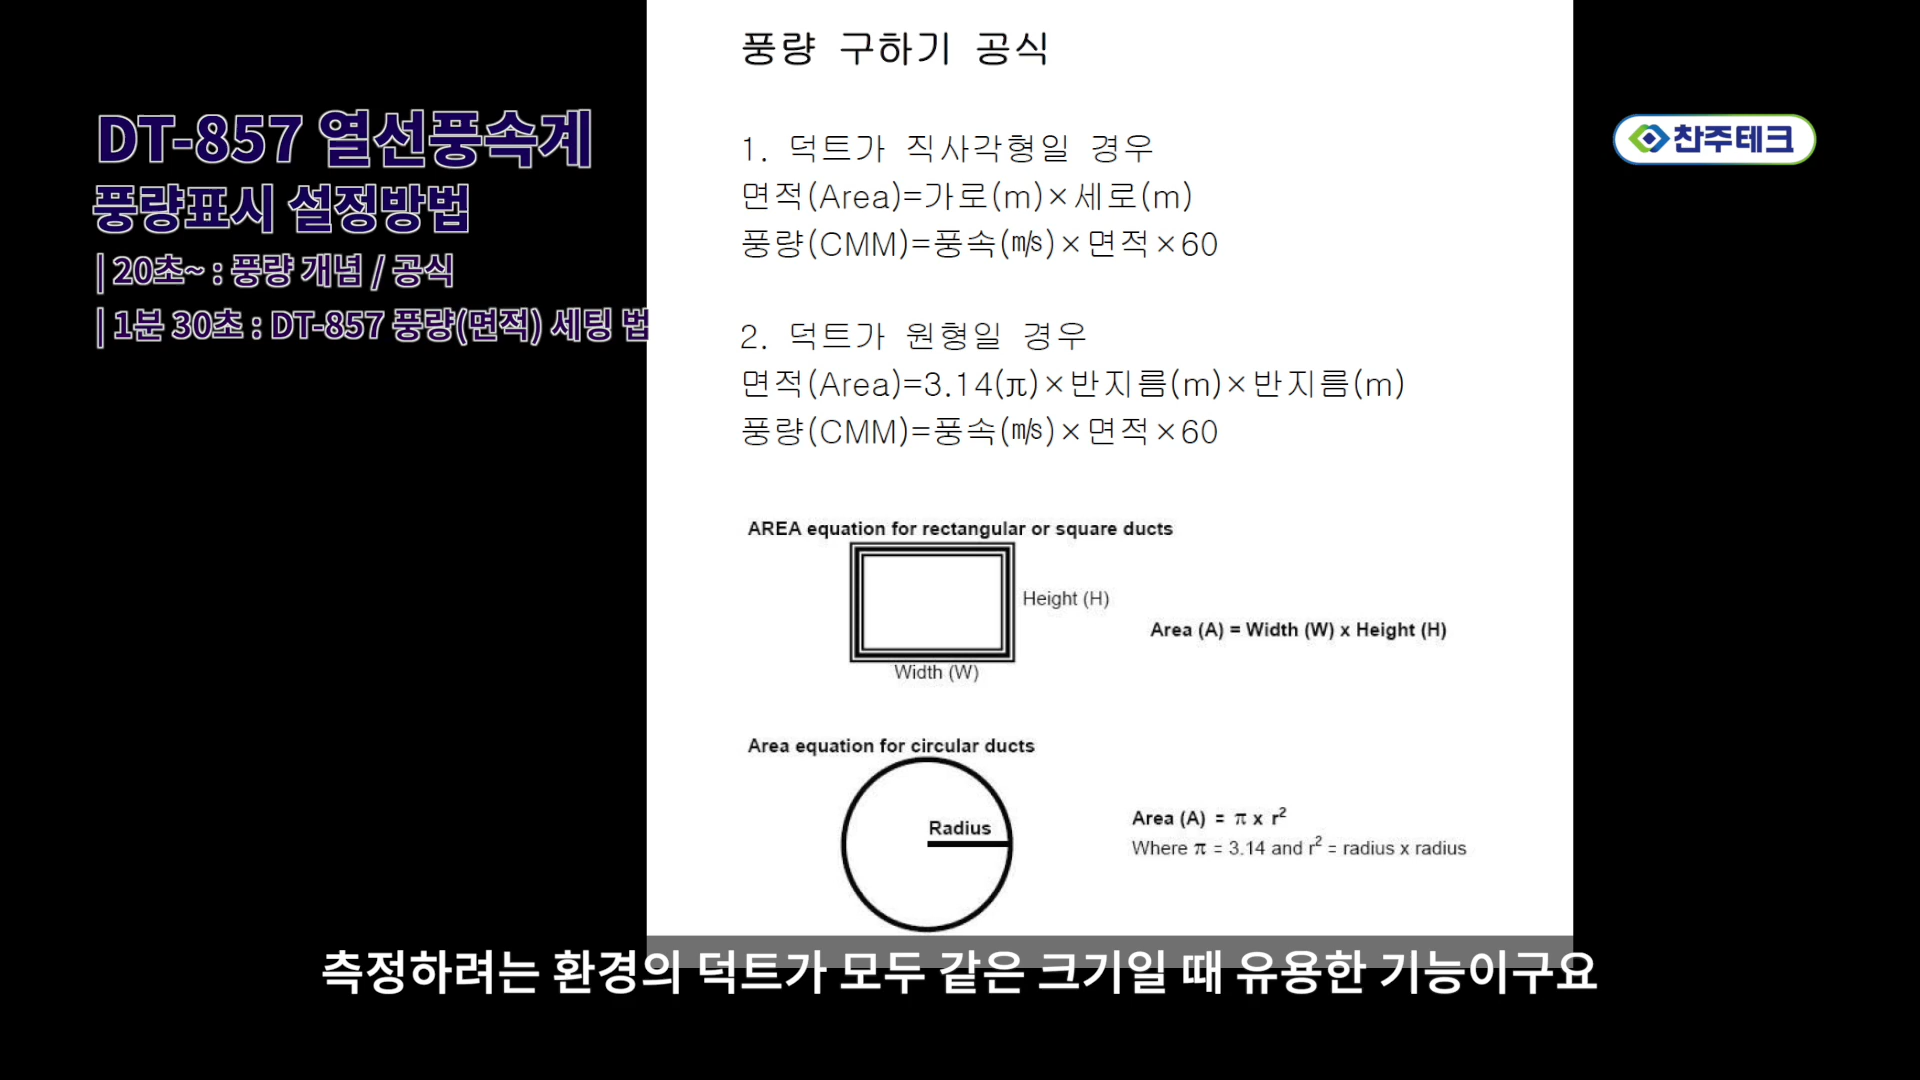 DT-857 열선풍속계
풍량표시 설정방법
| 20초~ : 풍량 개념 / 공식
| 1분 30초 : DT-857 풍량(면적) 세팅 법
찬주테크
풍량 구하기 공식
1. 덕트가 직사각형일 경우
면적(Area)=가로(m)×세로(m)
풍량(CMM)=풍속(㎧)×면적×60
2. 덕트가 원형일 경우
면적(Area)=3.14(π)×반지름(m)×반지름(m)
풍량(CMM)=풍속(㎧)×면적×60
AREA equation for rectangular or square ducts
Height (H)
Area (A) = Width (W) x Height (H)
Width (W)
Area equation for circular ducts
Radius
Area (A) = π x r²
Where π = 3.14 and r² = radius x radius
측정하려는 환경의 덕트가 모두 같은 크기일 때 유용한 기능이구요